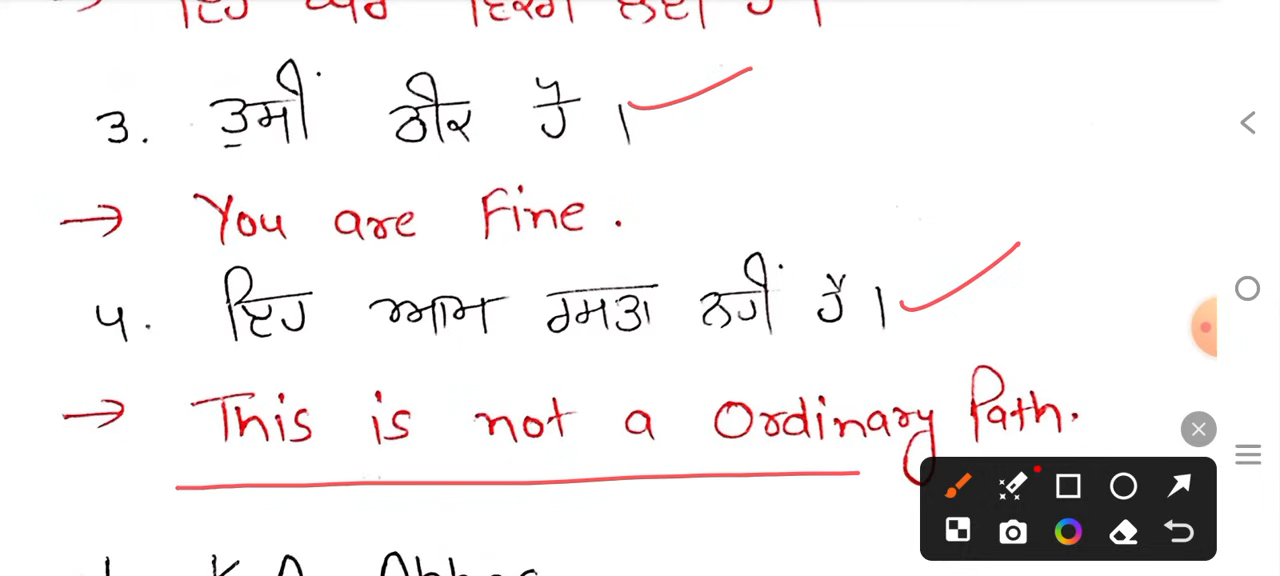 3. ਤੁਸੀਂ ਠੀਕ ਹੋ।
→ You are Fine.
4. ਇਹ ਆਮ ਰਸਤਾ ਨਹੀਂ ਹੈ।
→ This is not a Ordinary Path.